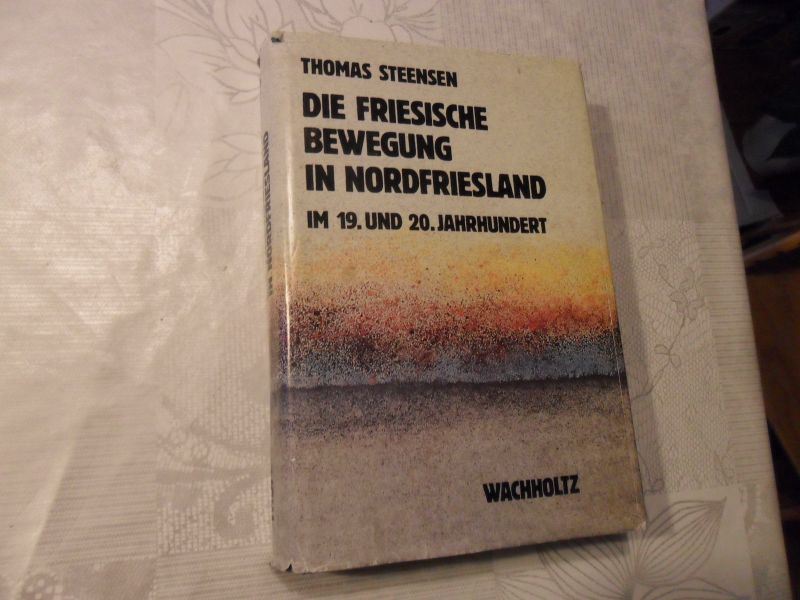 THOMAS STEENSEN
DIE FRIESISCHE
BEWEGUNG
IN NORDFRIESLAND
IM 19. UND 20. JAHRHUNDERT
WACHHOLTZ
IN NORDFRIESLAND